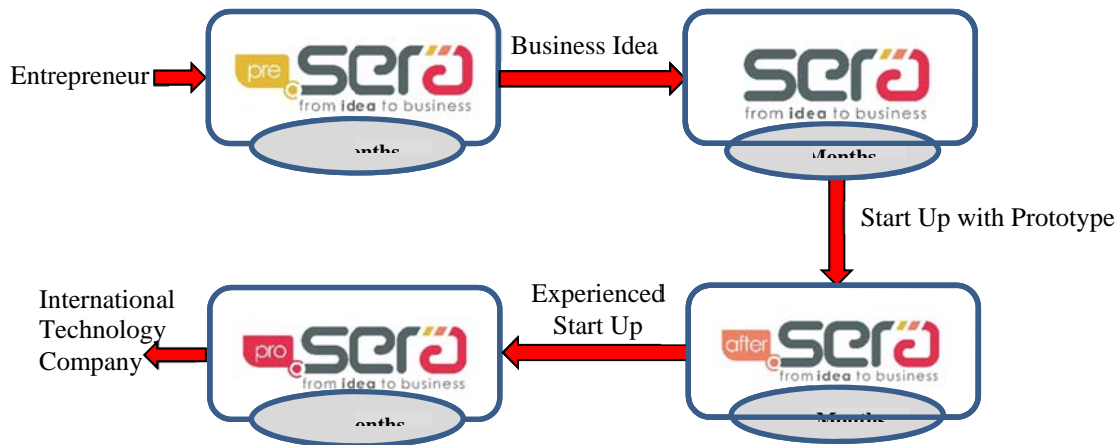 Entrepreneur
pre
sera
from idea to business
Business Idea
sera
from idea to business
Months
Start Up with Prototype
after
sera
from idea to business
Months
Experienced
Start Up
pro
sera
from idea to business
International
Technology
Company